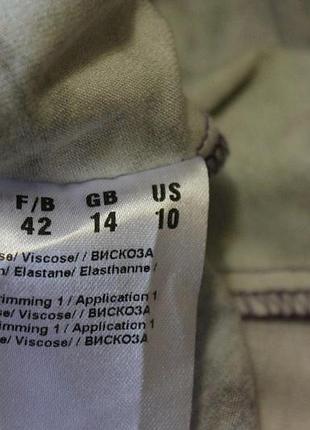 F/B GB US
42 14 10
se/ Viscose/ / ВИСКОЗА
n/ Elastane/ Elasthanne /
rimming 1 / Application 1
se/ Viscose/ / ВИСКОЗА
imming 1 / Application 1
e/ Viscose/ / ВИСКОЗА